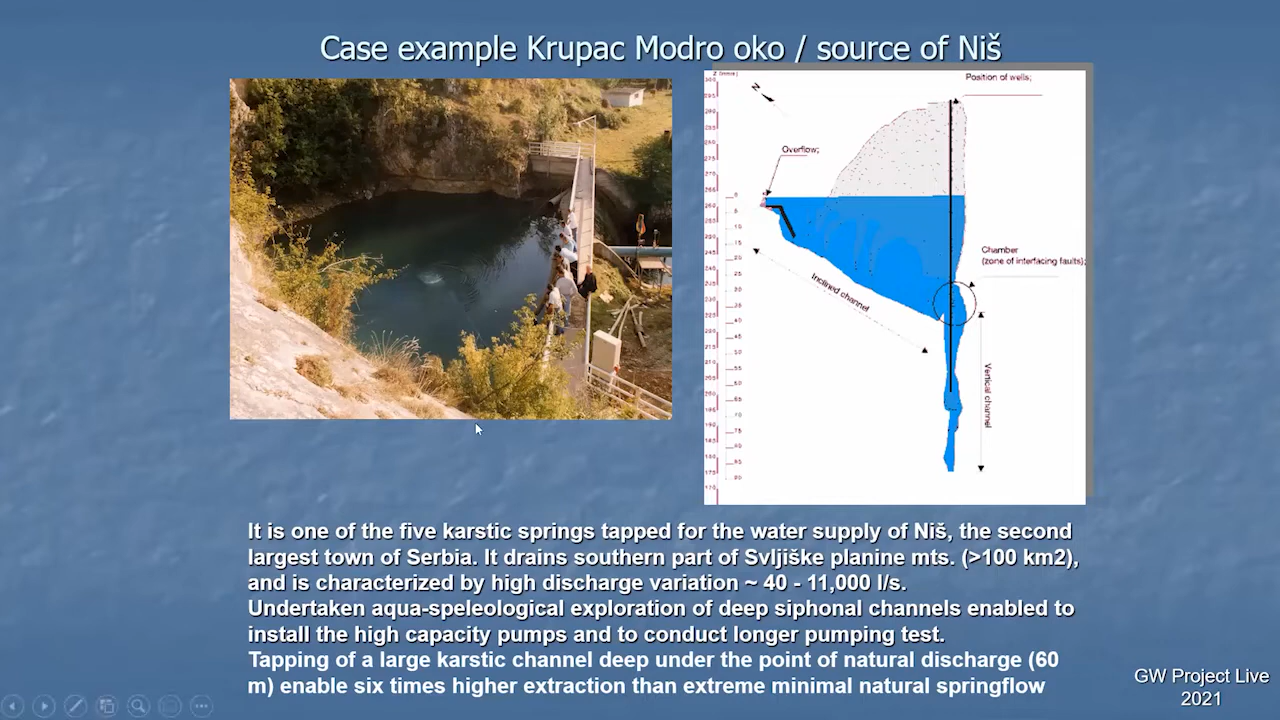 Case example Krupac Modro oko / source of Niš
Position of wells;
N
Overflow;
Chamber
(zone of interfacing faults);
Inclined channel
Vertical channel
It is one of the five karstic springs tapped for the water supply of Niš, the second
largest town of Serbia. It drains southern part of Svljiške planine mts. (>100 km2),
and is characterized by high discharge variation ~ 40 - 11,000 l/s.
Undertaken aqua-speleological exploration of deep siphonal channels enabled to
install the high capacity pumps and to conduct longer pumping test.
Tapping of a large karstic channel deep under the point of natural discharge (60
m) enable six times higher extraction than extreme minimal natural springflow
GW Project Live
2021